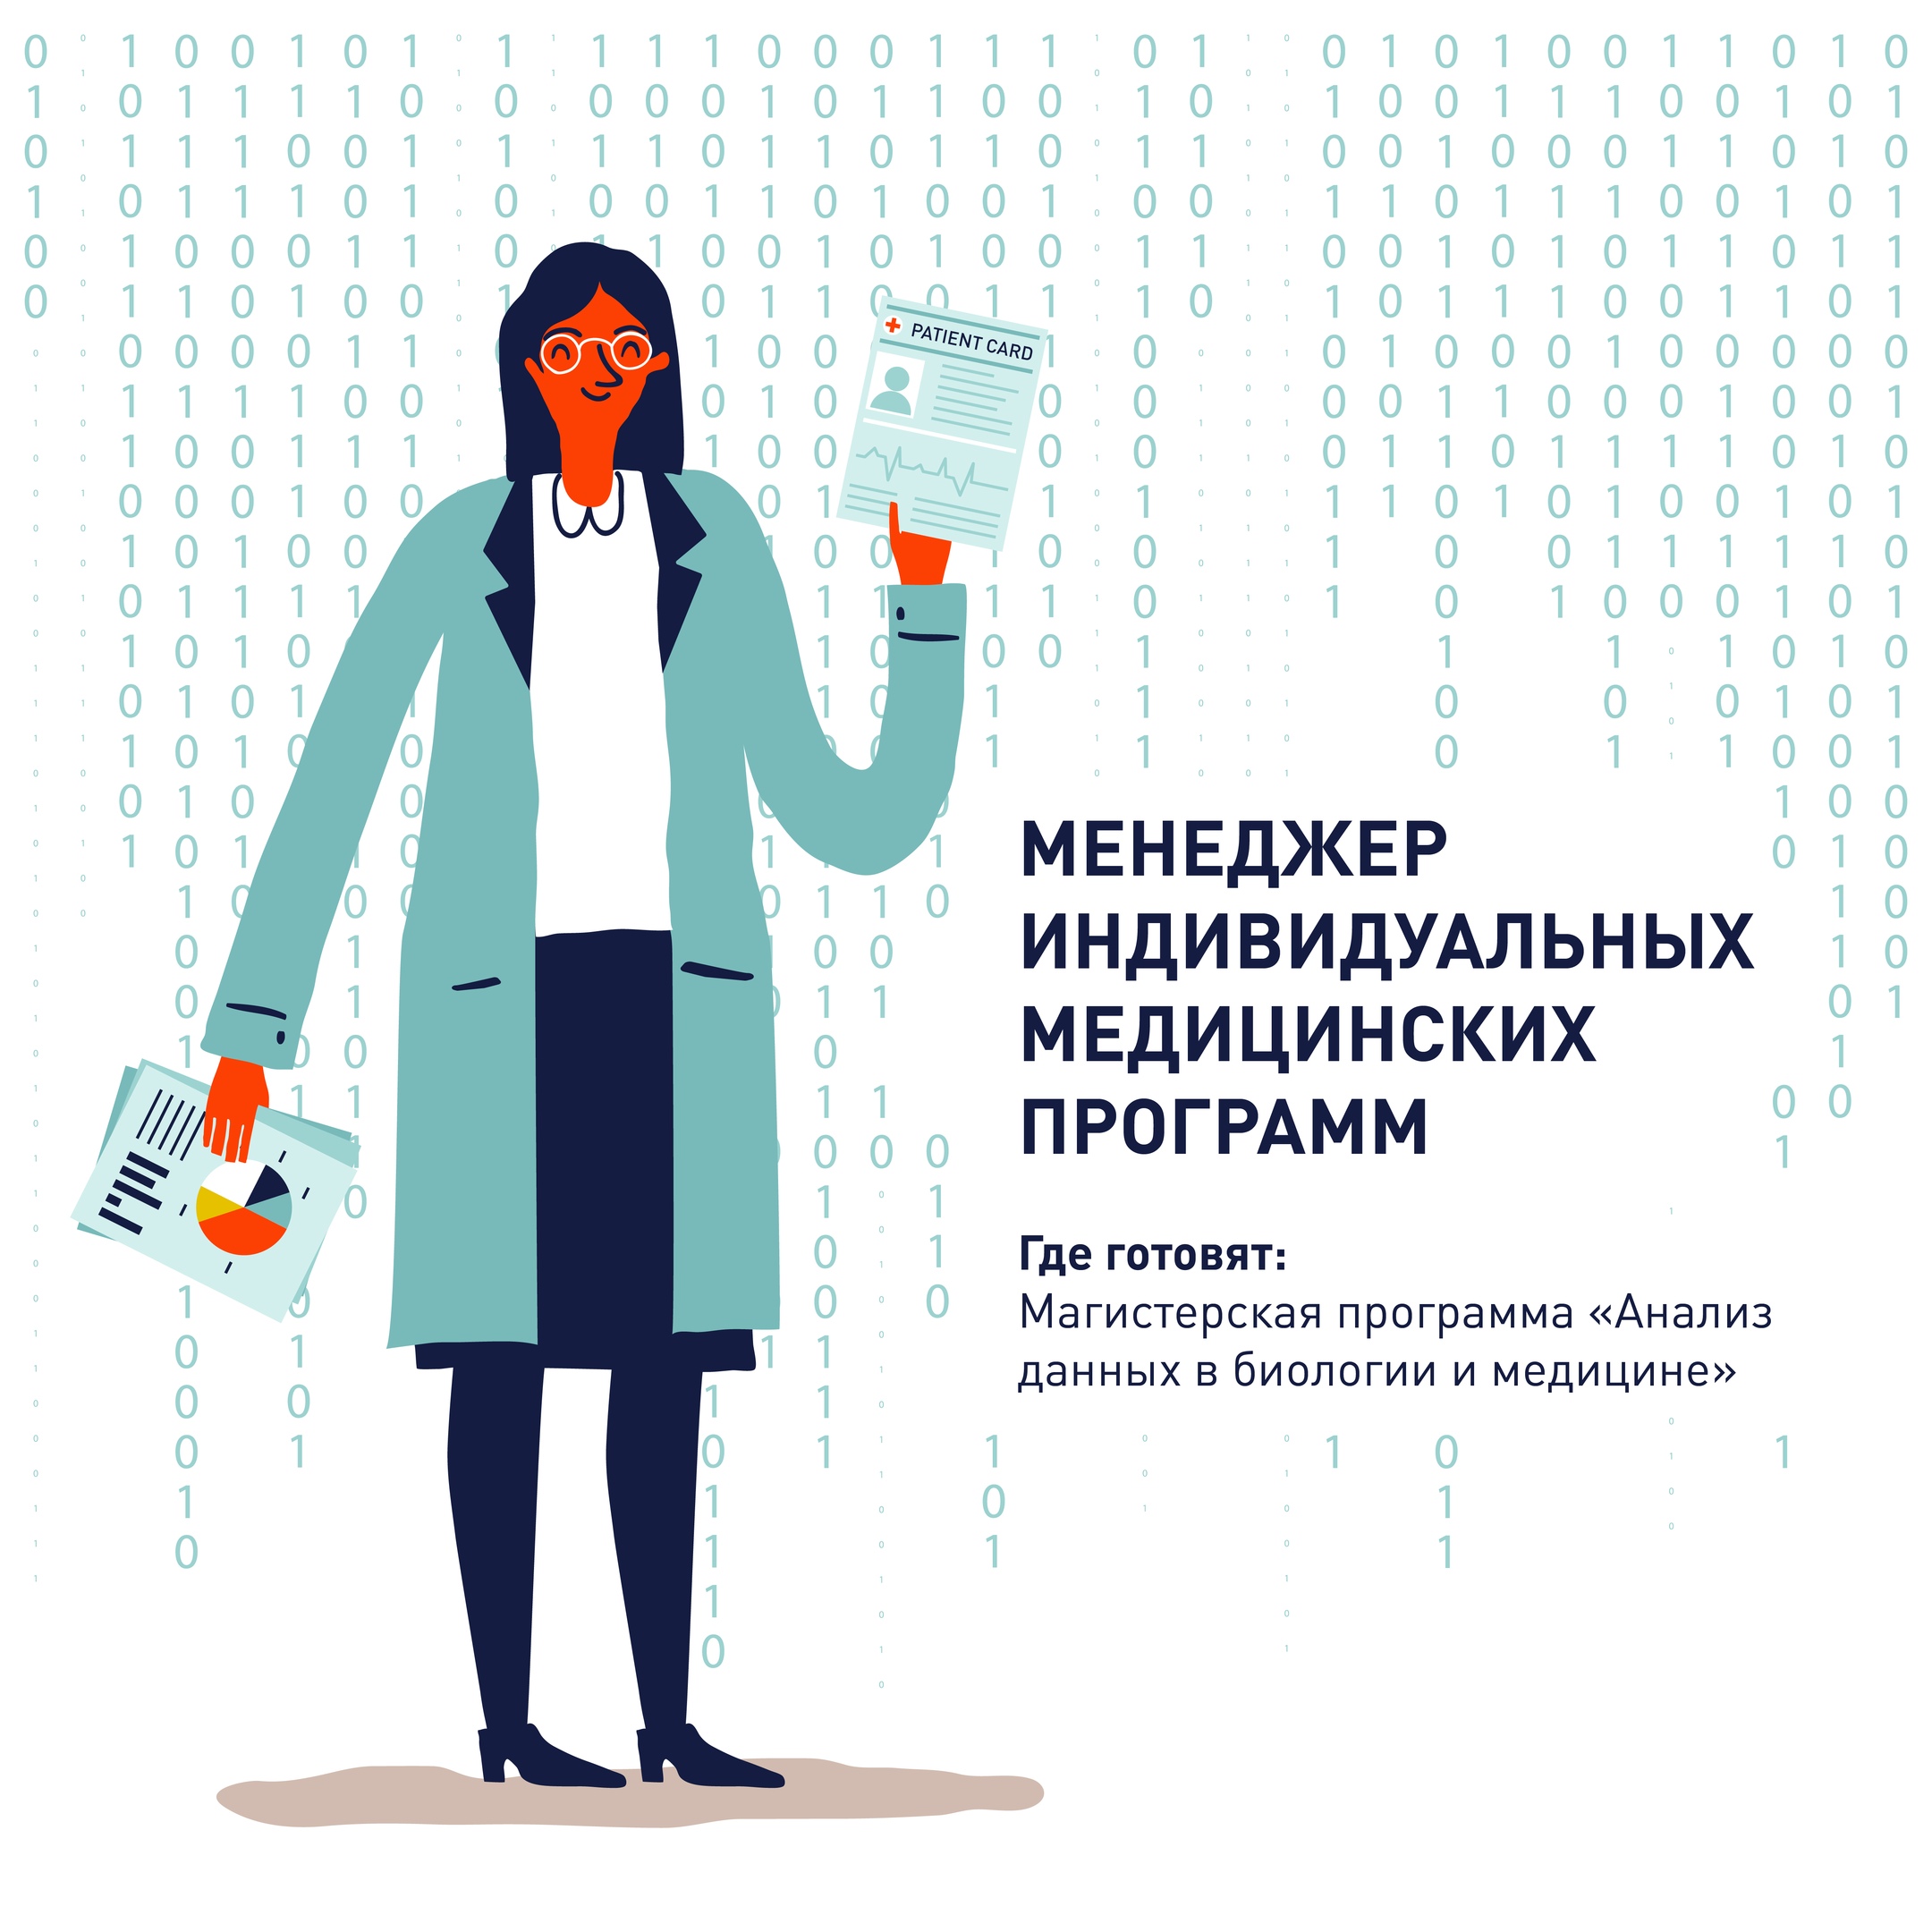 PATIENT CARD
МЕНЕДЖЕР
ИНДИВИДУАЛЬНЫХ
МЕДИЦИНСКИХ
ПРОГРАММ
Где готовят:
Магистерская программа «Анализ
данных в биологии и медицине»